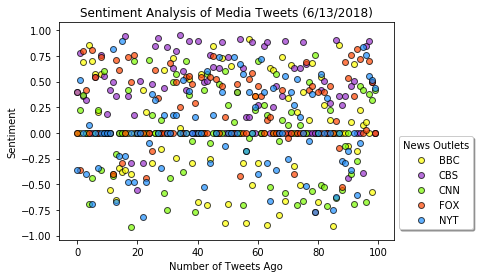 Sentiment Analysis of Media Tweets (6/13/2018)
1.00
0.75
0.50
0.25
0.00
−0.25
−0.50
−0.75
−1.00
Sentiment
0 20 40 60 80 100
Number of Tweets Ago
News Outlets
BBC
CBS
CNN
FOX
NYT